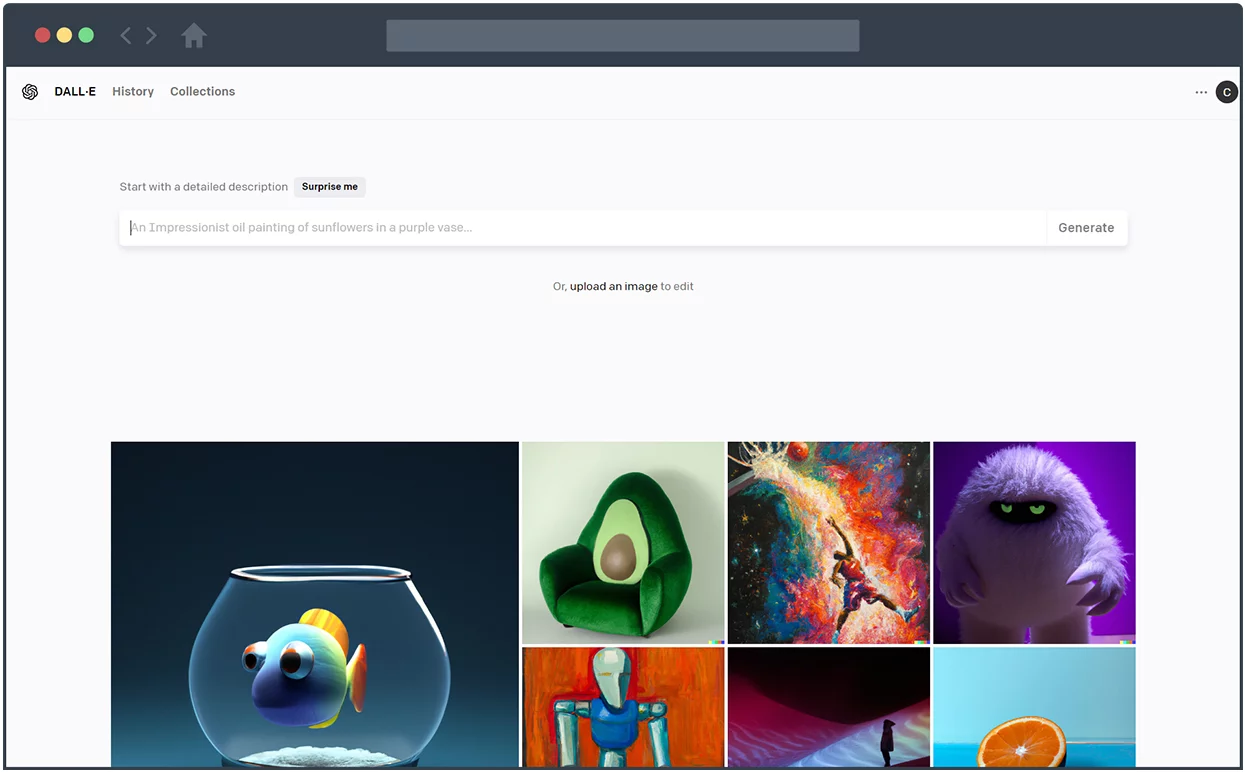 DALL·E History Collections ··· C
Start with a detailed description Surprise me
An Impressionist oil painting of sunflowers in a purple vase... Generate
Or, upload an image to edit